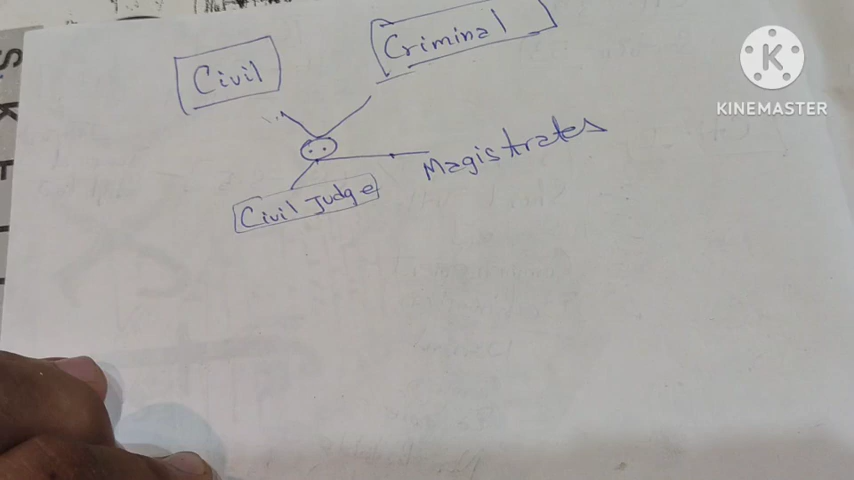 Civil
Criminal
Magistrates
Civil Judge
K
KINEMASTER
S
K